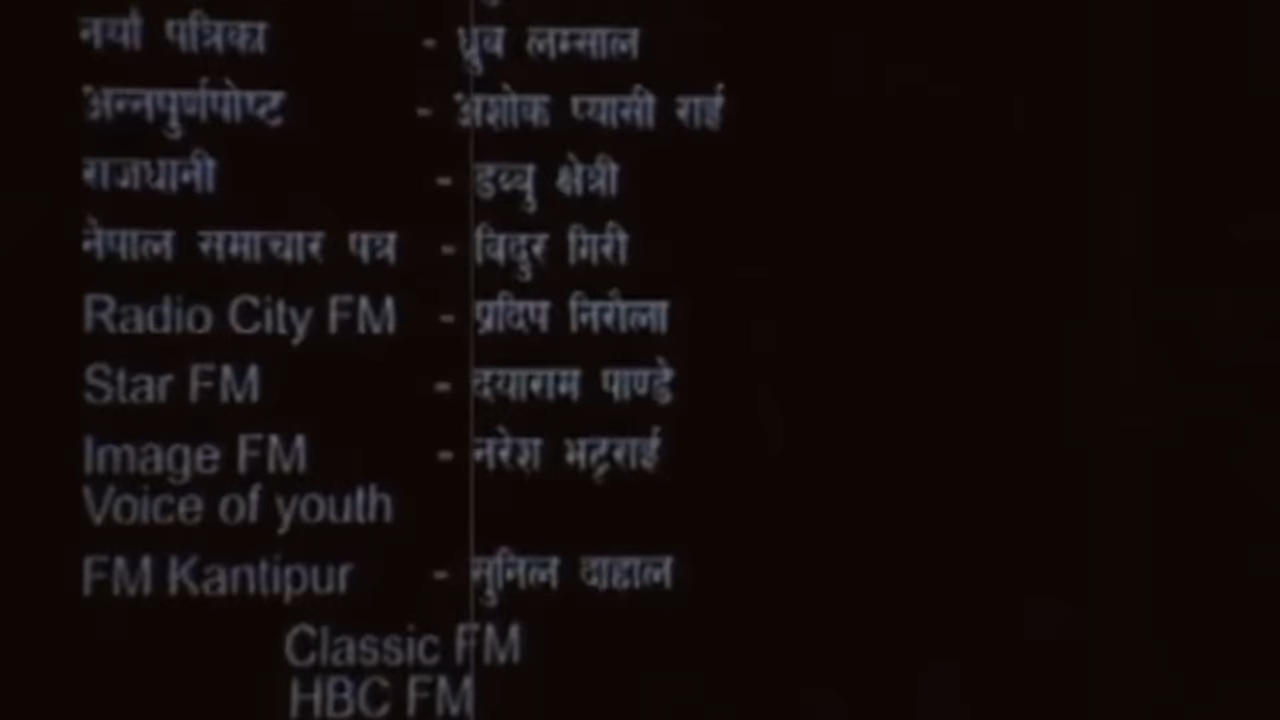 नयाँ पत्रिका - ध्रुव लम्साल
अन्नपुर्णपोष्ट - अशोक प्यासी राई
राजधानी - डब्बु क्षेत्री
नेपाल समाचार पत्र - विदुर गिरी
Radio City FM - प्रदिप निरौला
Star FM - दयाराम पाण्डे
Image FM - नरेश भट्टराई
Voice of youth
FM Kantipur - सुनिल दाहाल
Classic FM
HBC FM